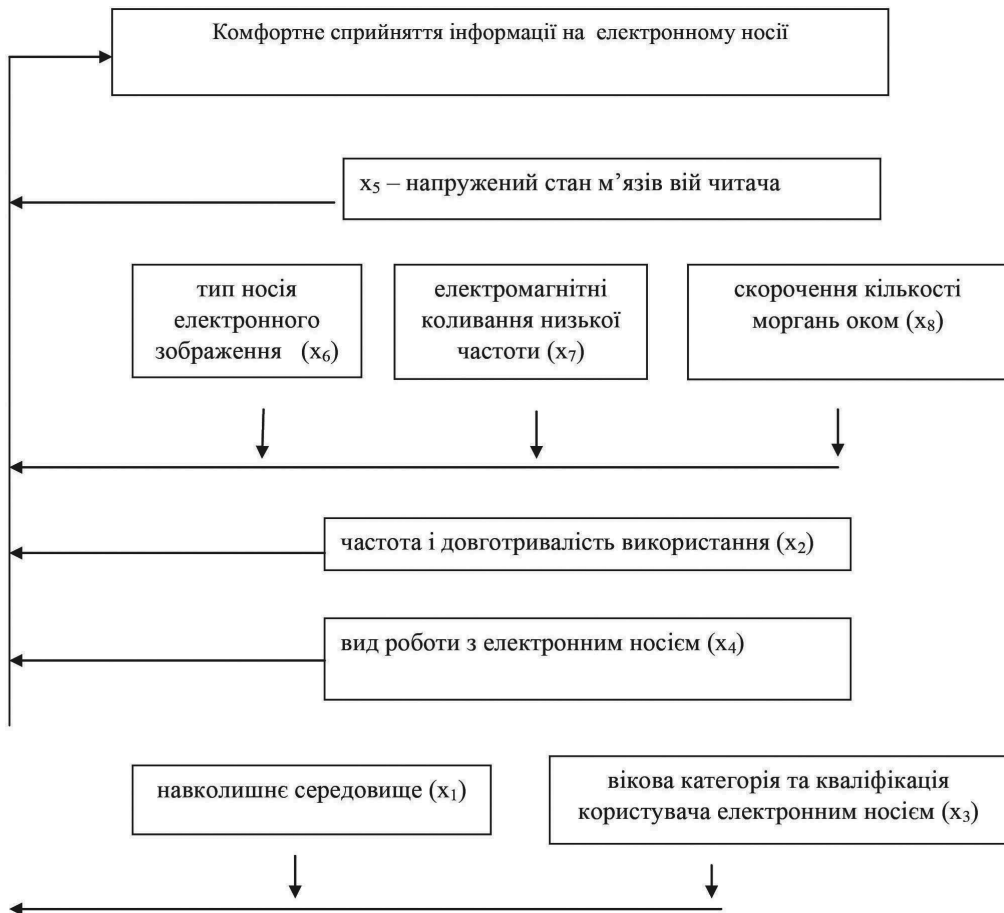 Комфортне сприйняття інформації на електронному носії
x₅ – напружений стан м’язів вій читача
тип носія
електронного
зображення (x₆)
електромагнітні
коливання низької
частоти (x₇)
скорочення кількості
моргань оком (x₈)
частота і довготривалість використання (x₂)
вид роботи з електронним носієм (x₄)
навколишнє середовище (x₁)
вікова категорія та кваліфікація
користувача електронним носієм (x₃)